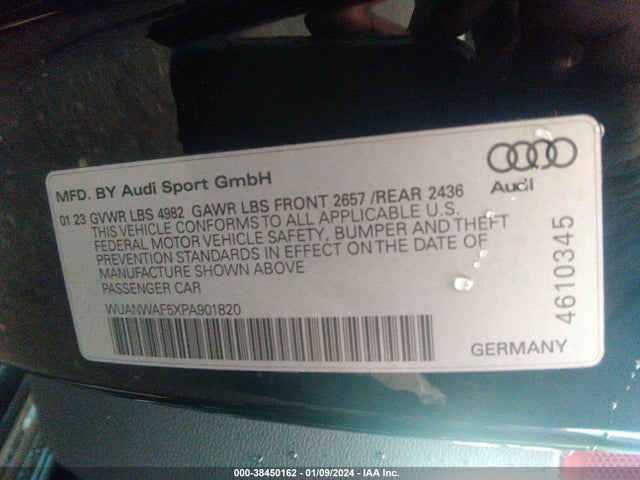 MFD. BY Audi Sport GmbH
Audi
01 23 GVWR LBS 4982 GAWR LBS FRONT 2657 /REAR 2436
THIS VEHICLE CONFORMS TO ALL APPLICABLE U.S.
FEDERAL MOTOR VEHICLE SAFETY, BUMPER AND THEFT
PREVENTION STANDARDS IN EFFECT ON THE DATE OF
MANUFACTURE SHOWN ABOVE
PASSENGER CAR
WUANWAF5XPA901820
4610345
GERMANY
000-38450162 - 01/09/2024 - IAA Inc.